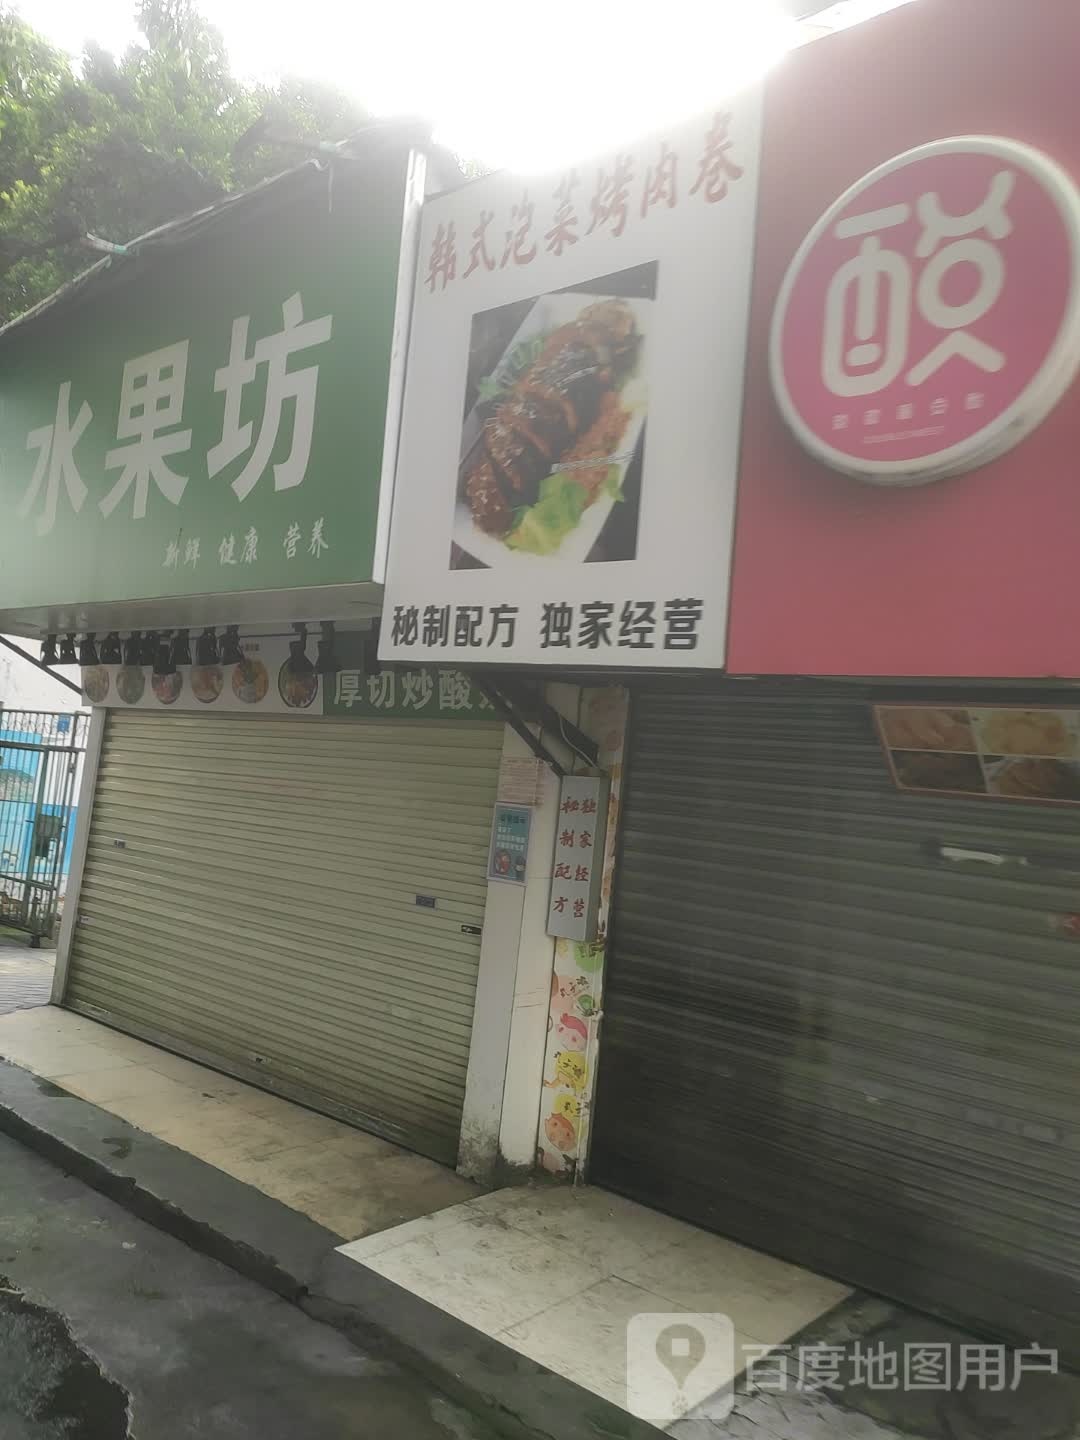 水果坊
新鲜 健康 营养
韩式泡菜烤肉卷
秘制配方 独家经营
酸
厚切炒酸
独家经营
秘制配方
百度地图用户